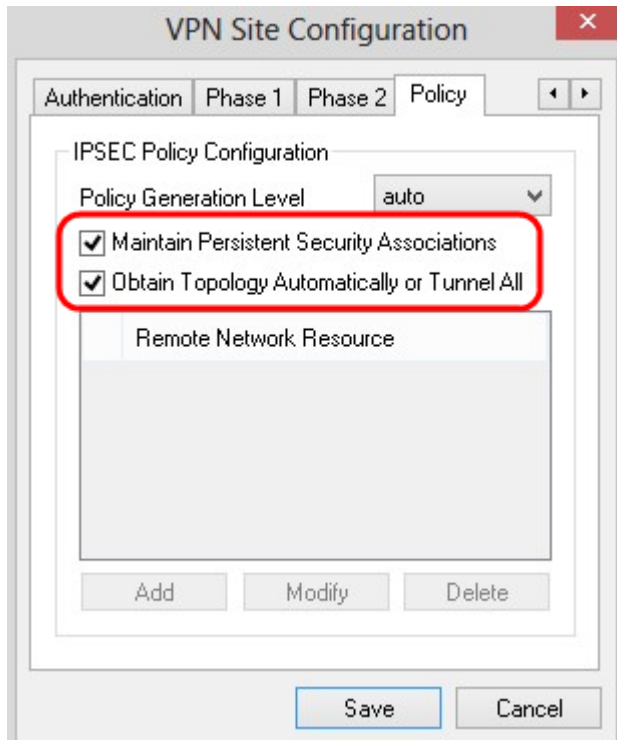 VPN Site Configuration
Authentication Phase 1 Phase 2 Policy
IPSEC Policy Configuration
Policy Generation Level auto
Maintain Persistent Security Associations
Obtain Topology Automatically or Tunnel All
Remote Network Resource
Add Modify Delete
Save Cancel